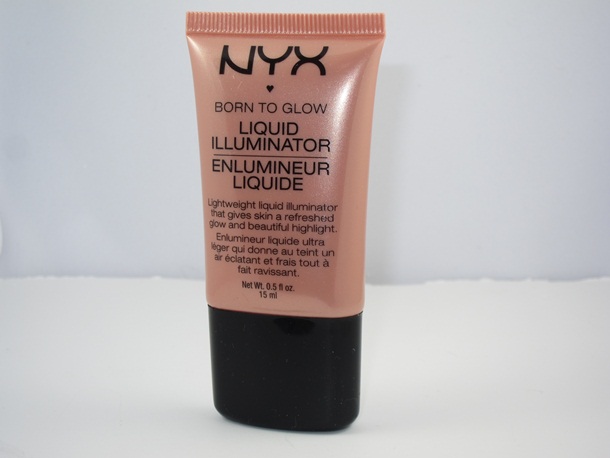 NYX
BORN TO GLOW
LIQUID
ILLUMINATOR
ENLUMINEUR
LIQUIDE
Lightweight liquid illuminator
that gives skin a refreshed
glow and beautiful highlight.
Enlumineur liquide ultra
léger qui donne au teint un
air éclatant et frais tout à
fait ravissant.
Net Wt. 0.5 fl oz.
15 ml